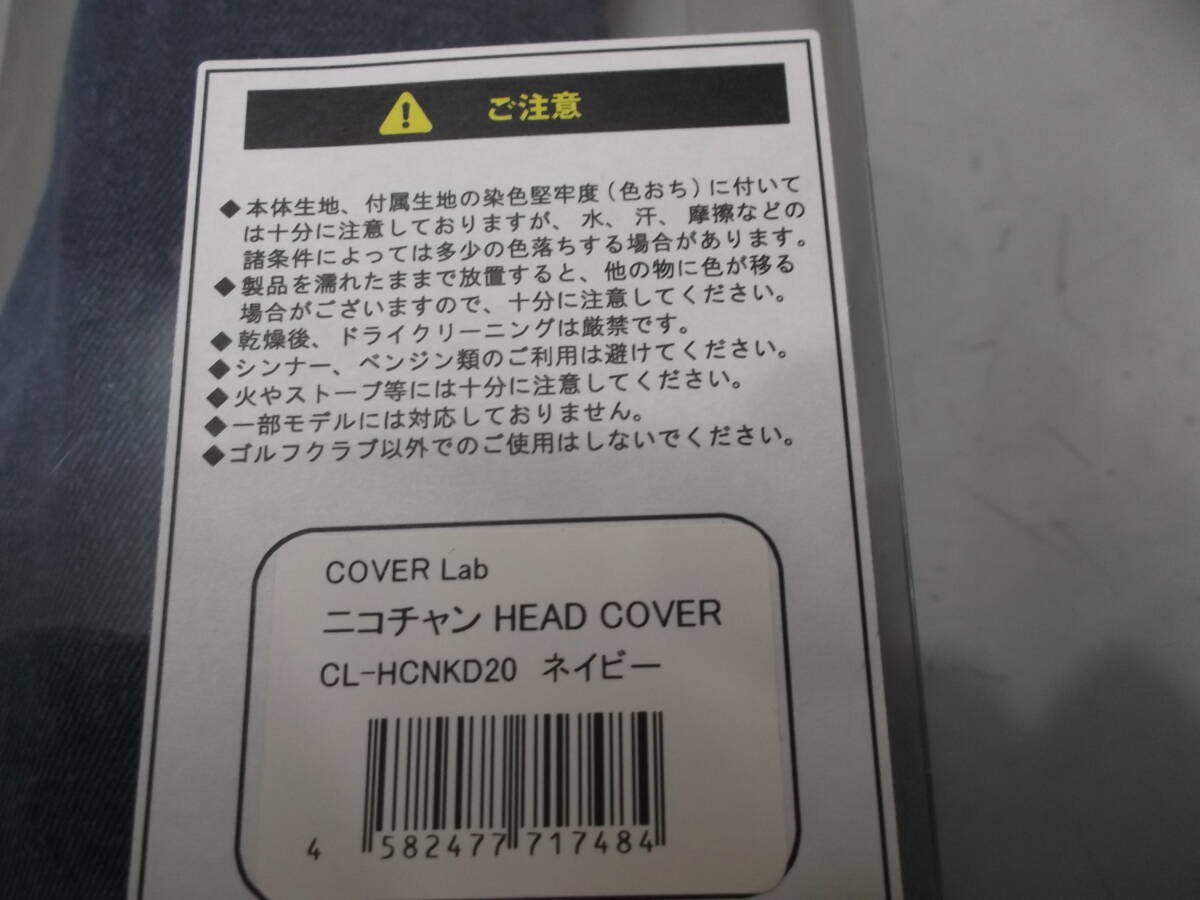 ご注意
◆本体生地、付属生地の染色堅牢度(色おち)に付いて
は十分に注意しておりますが、水、汗、摩擦などの
諸条件によっては多少の色落ちする場合があります。
◆製品を濡れたままで放置すると、他の物に色が移る
場合がございますので、十分に注意してください。
◆乾燥後、ドライクリーニングは厳禁です。
◆シンナー、ベンジン類のご利用は避けてください。
◆火やストーブ等には十分に注意してください。
◆一部モデルには対応しておりません。
◆ゴルフクラブ以外でのご使用はしないでください。
COVER Lab
ニコチャン HEAD COVER
CL-HCNKD20 ネイビー
4 582477 717484